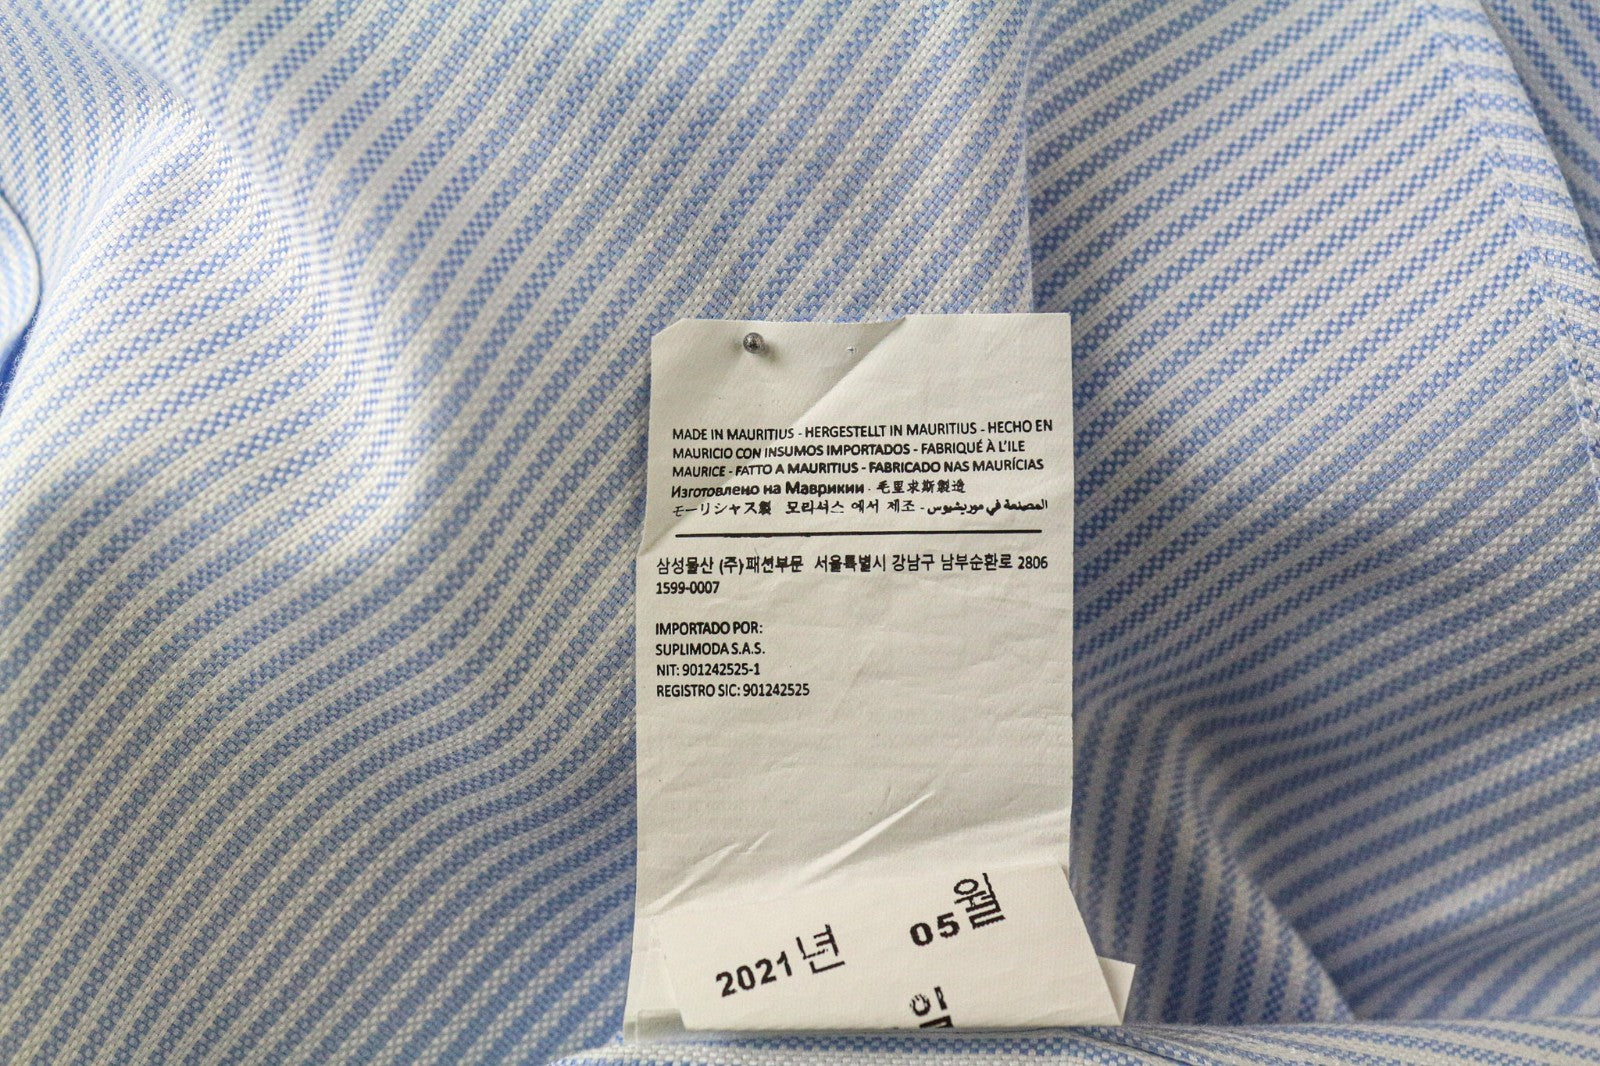 MADE IN MAURITIUS - HERGESTELLT IN MAURITIUS - HECHO EN
MAURICIO CON INSUMOS IMPORTADOS - FABRIQUÉ À L'ILE
MAURICE - FATTO A MAURITIUS - FABRICADO NAS MAURÍCIAS
Изготовлено на Маврикии - 毛里求斯製造
モーリシャス製 모리셔스 에서 제조 - المصنعة في موريشيوس
삼성물산 (주)패션부문 서울특별시 강남구 남부순환로 2806
1599-0007
IMPORTADO POR:
SUPLIMODA S.A.S.
NIT: 901242525-1
REGISTRO SIC: 901242525
2021년 05월